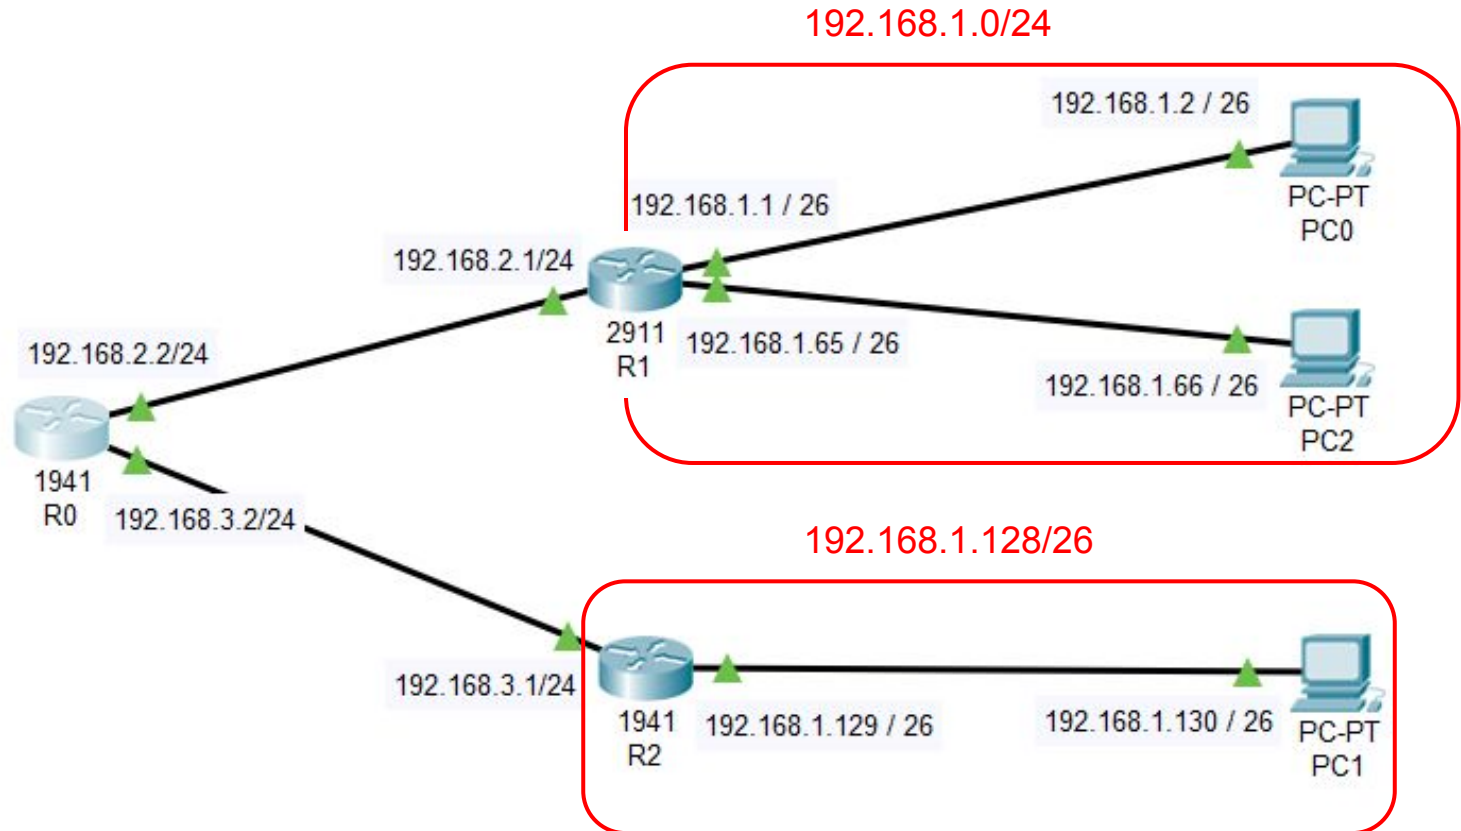 192.168.1.0/24
192.168.1.2 / 26
PC-PT
PC0
192.168.1.1 / 26
192.168.2.1/24
2911
R1
192.168.1.65 / 26
192.168.1.66 / 26
PC-PT
PC2
192.168.2.2/24
1941
R0
192.168.3.2/24
192.168.1.128/26
192.168.3.1/24
1941
R2
192.168.1.129 / 26
192.168.1.130 / 26
PC-PT
PC1